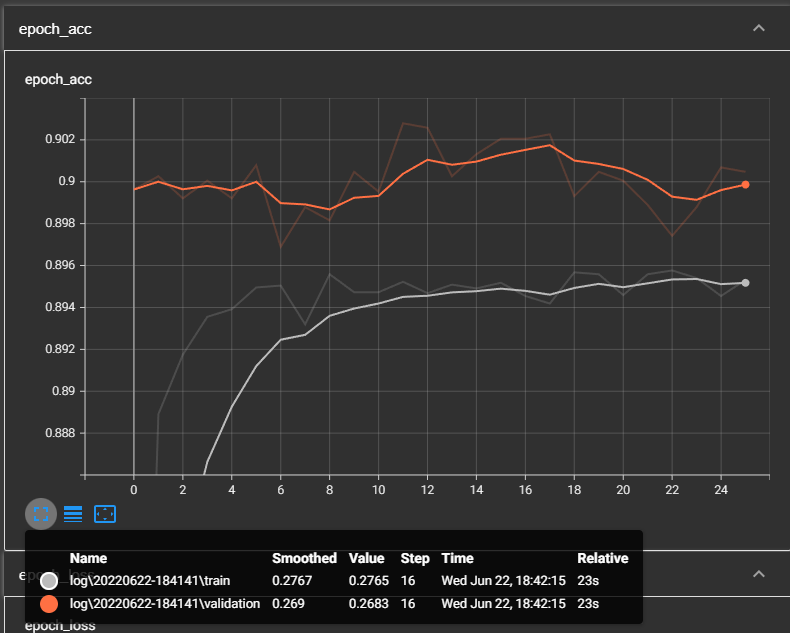 epoch_acc
epoch_acc
0.902
0.9
0.898
0.896
0.894
0.892
0.89
0.888
0 2 4 6 8 10 12 14 16 18 20 22 24
Name Smoothed Value Step Time Relative
log\20220622-184141\train 0.2767 0.2765 16 Wed Jun 22, 18:42:15 23s
log\20220622-184141\validation 0.269 0.2683 16 Wed Jun 22, 18:42:15 23s
epoch_loss
epoch_loss